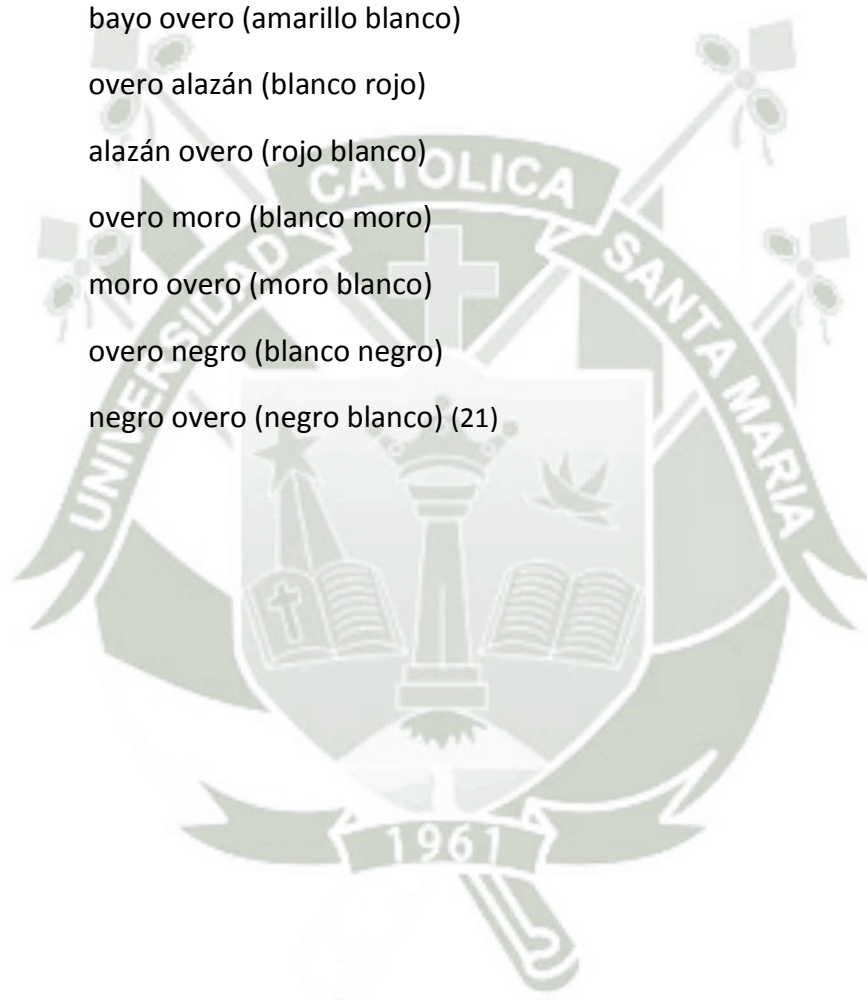 bayo overo (amarillo blanco)
overo alazán (blanco rojo)
alazán overo (rojo blanco)
overo moro (blanco moro)
moro overo (moro blanco)
overo negro (blanco negro)
negro overo (negro blanco) (21)
UNIVERSIDAD CATOLICA SANTA MARIA
1961